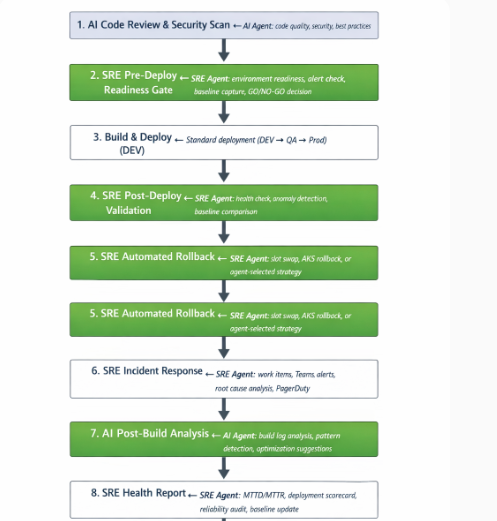 1. AI Code Review & Security Scan ← AI Agent: code quality, security, best practices
2. SRE Pre-Deploy ← SRE Agent: environment readiness, alert check,
Readiness Gate baseline capture, GO/NO-GO decision
3. Build & Deploy ← Standard deployment (DEV → QA → Prod)
(DEV)
4. SRE Post-Deploy ← SRE Agent: health check, anomaly detection,
Validation baseline comparison
5. SRE Automated Rollback ← SRE Agent: slot swap, AKS rollback, or
agent-selected strategy
5. SRE Automated Rollback ← SRE Agent: slot swap, AKS rollback, or
agent-selected strategy
6. SRE Incident Response ← SRE Agent: work items, Teams alerts,
root cause analysis, PagerDuty
7. AI Post-Build Analysis ← AI Agent: build log analysis, pattern
detection, optimization suggestions
8. SRE Health Report ← SRE Agent: MTTD/MTTR, deployment scorecard,
reliability audit, baseline update